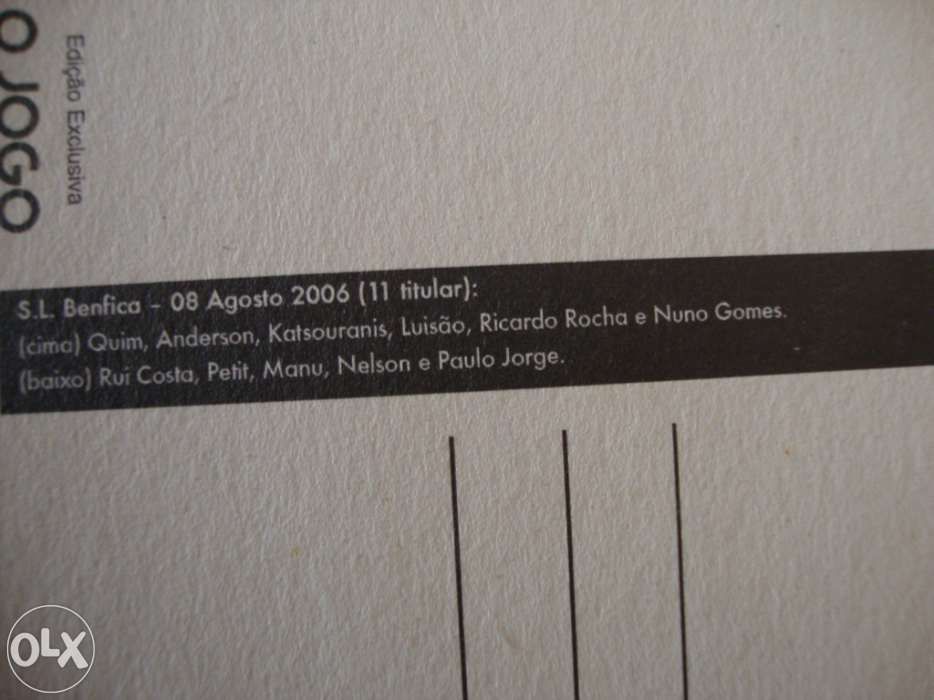 O JOGO
Edição Exclusiva
S.L. Benfica - 08 Agosto 2006 (11 titular):
(cima) Quim, Anderson, Katsouranis, Luisão, Ricardo Rocha e Nuno Gomes.
(baixo) Rui Costa, Petit, Manu, Nelson e Paulo Jorge.
OLX